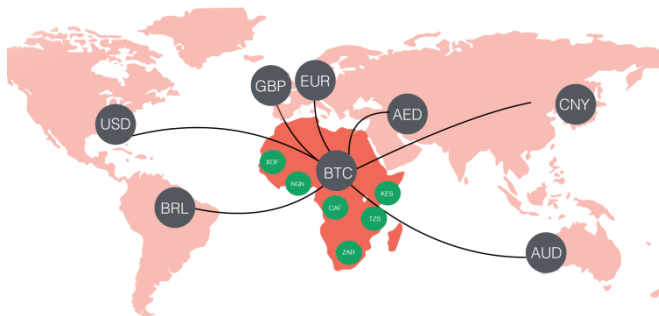 GBP
EUR
USD
AED
CNY
XOF
BTC
NGN
KES
BRL
CAF
TZS
ZAR
AUD